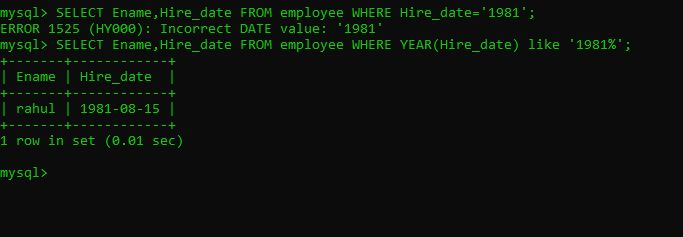 mysql> SELECT Ename,Hire_date FROM employee WHERE Hire_date='1981';
ERROR 1525 (HY000): Incorrect DATE value: '1981'
mysql> SELECT Ename,Hire_date FROM employee WHERE YEAR(Hire_date) like '1981%';
+-------+------------+
| Ename | Hire_date  |
+-------+------------+
| rahul | 1981-08-15 |
+-------+------------+
1 row in set (0.01 sec)
mysql>